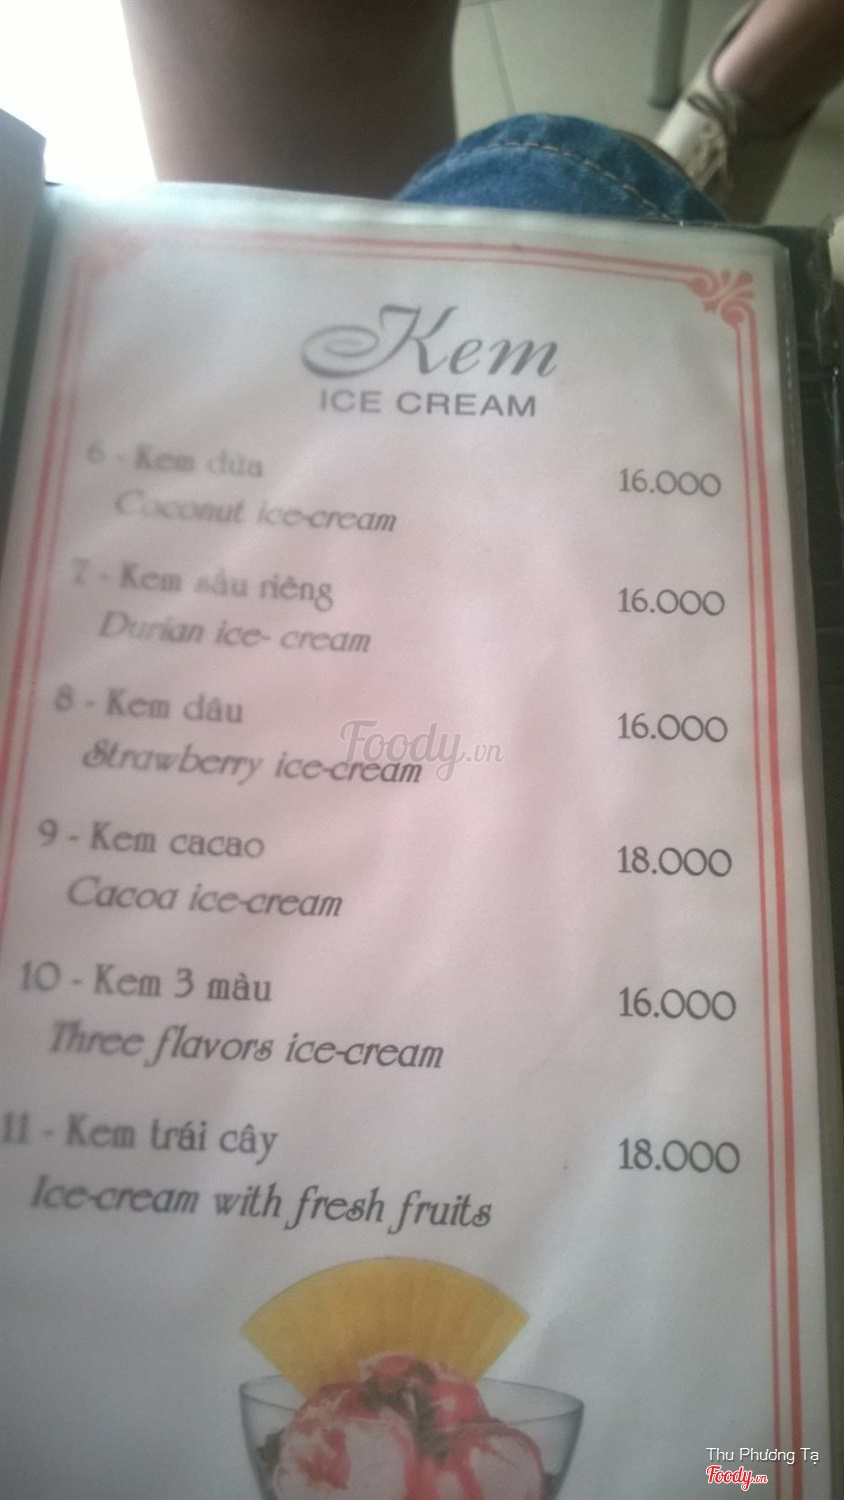 Kem
ICE CREAM
6 - Kem dừa 16.000
Coconut ice-cream
7 - Kem sầu riêng 16.000
Durian ice- cream
8 - Kem dâu 16.000
Strawberry ice-cream
Foody.vn
9 - Kem cacao 18.000
Cacoa ice-cream
10 - Kem 3 màu 16.000
Three flavors ice-cream
11 - Kem trái cây 18.000
Ice-cream with fresh fruits
Thu Phương Tạ
Foody.vn